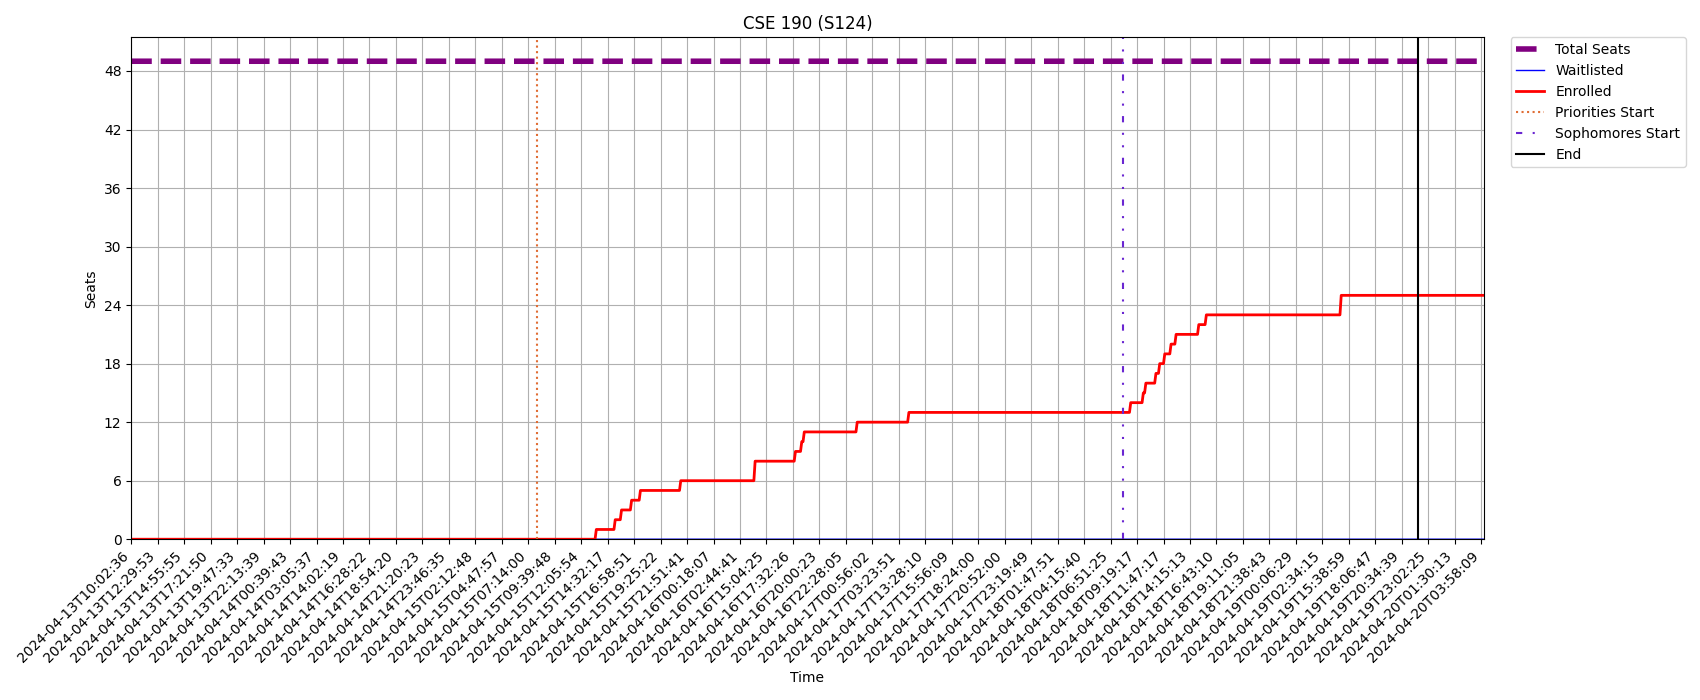 CSE 190 (S124)
Total Seats
Waitlisted
Enrolled
Priorities Start
Sophomores Start
End
Seats
48
42
36
30
24
18
12
6
0
2024-04-13T10:02:36
2024-04-13T12:29:53
2024-04-13T14:55:55
2024-04-13T17:21:50
2024-04-13T19:47:33
2024-04-13T22:13:39
2024-04-14T00:39:43
2024-04-14T03:05:37
2024-04-14T14:02:19
2024-04-14T16:28:22
2024-04-14T18:54:20
2024-04-14T21:20:23
2024-04-14T23:46:35
2024-04-15T02:12:48
2024-04-15T04:47:57
2024-04-15T07:14:00
2024-04-15T09:39:48
2024-04-15T12:05:54
2024-04-15T14:32:17
2024-04-15T16:58:51
2024-04-15T19:25:22
2024-04-15T21:51:41
2024-04-16T00:18:07
2024-04-16T02:44:41
2024-04-16T15:04:25
2024-04-16T17:32:26
2024-04-16T20:00:23
2024-04-16T22:28:05
2024-04-17T00:56:02
2024-04-17T03:23:51
2024-04-17T13:28:10
2024-04-17T15:56:09
2024-04-17T18:24:00
2024-04-17T20:52:00
2024-04-17T23:19:49
2024-04-18T01:47:51
2024-04-18T04:15:40
2024-04-18T06:51:25
2024-04-18T09:19:17
2024-04-18T11:47:17
2024-04-18T14:15:13
2024-04-18T16:43:10
2024-04-18T19:11:05
2024-04-18T21:38:43
2024-04-19T00:06:29
2024-04-19T02:34:15
2024-04-19T15:38:59
2024-04-19T18:06:47
2024-04-19T20:34:39
2024-04-19T23:02:25
2024-04-20T01:30:13
2024-04-20T03:58:09
Time